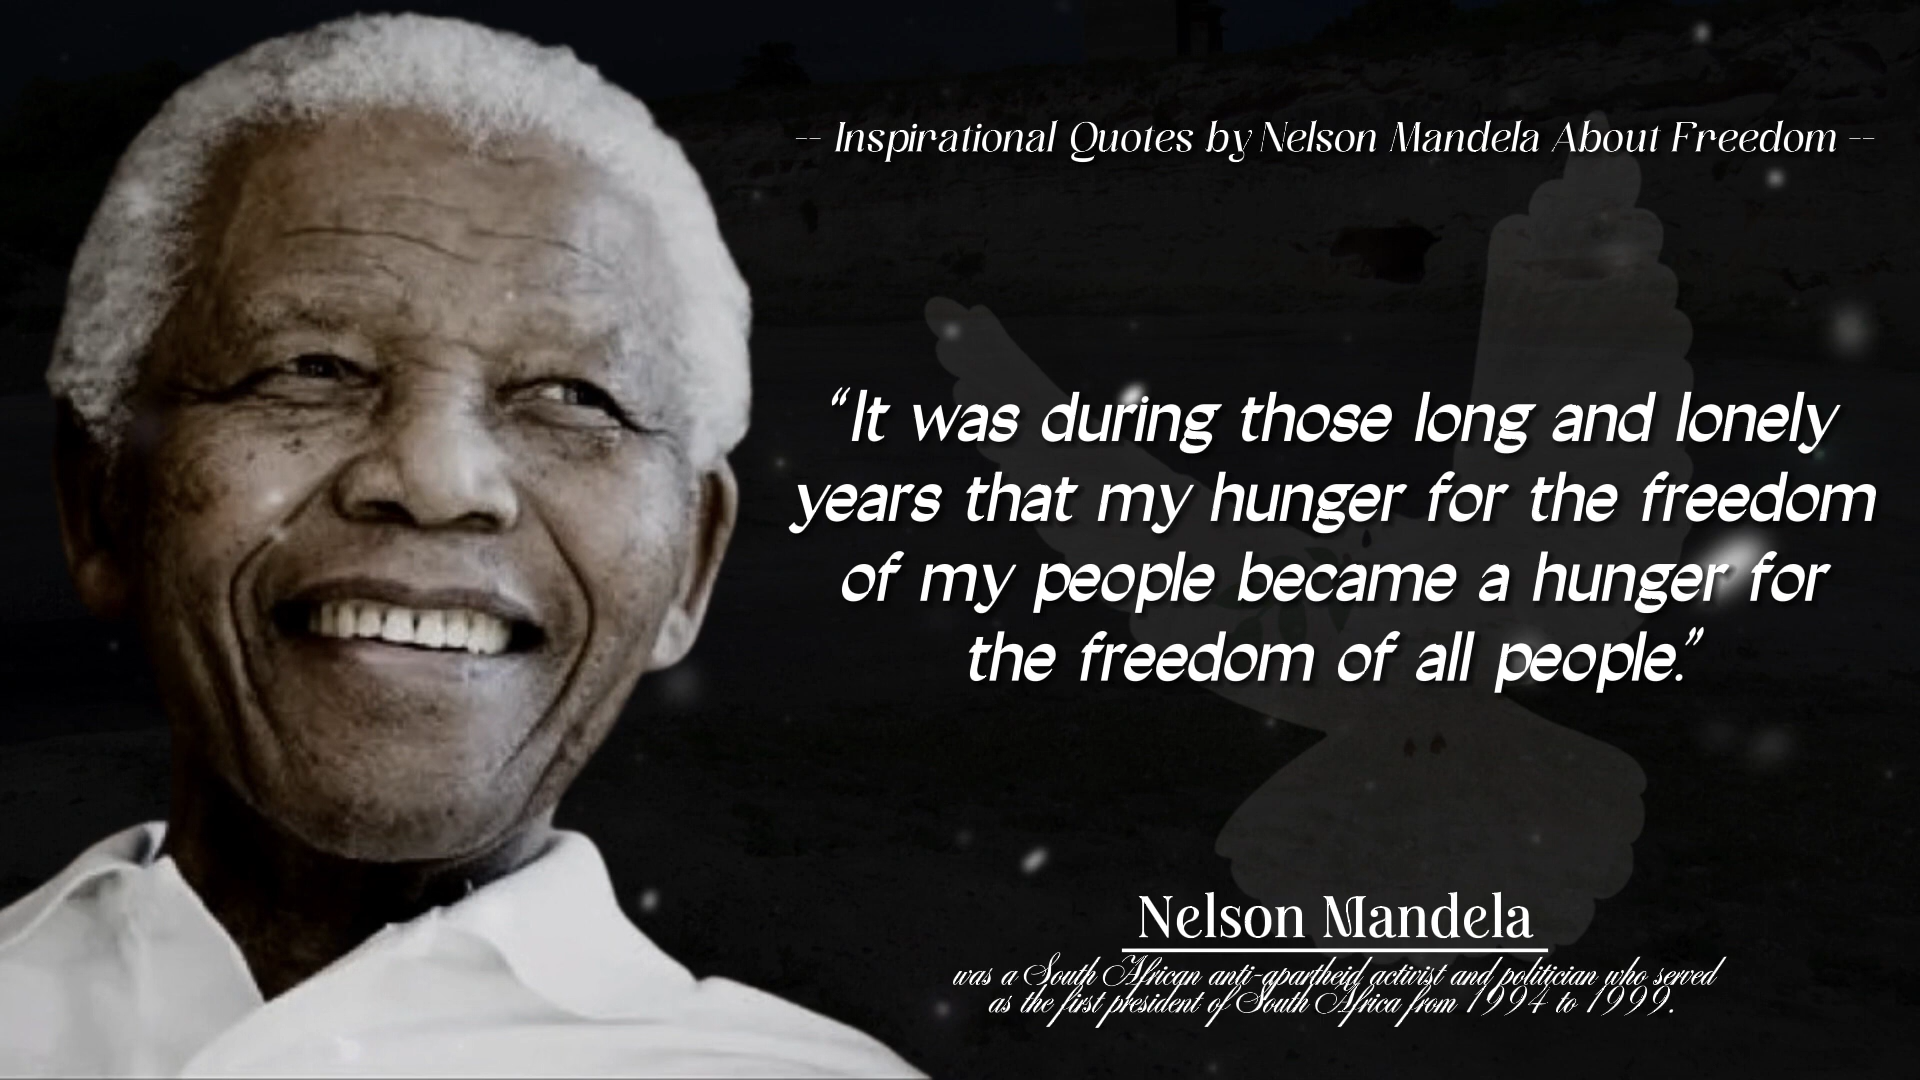 -- Inspirational Quotes by Nelson Mandela About Freedom --
“It was during those long and lonely
years that my hunger for the freedom
of my people became a hunger for
the freedom of all people.”
Nelson Mandela
was a South African anti-apartheid activist and politician who served
as the first president of South Africa from 1994 to 1999.